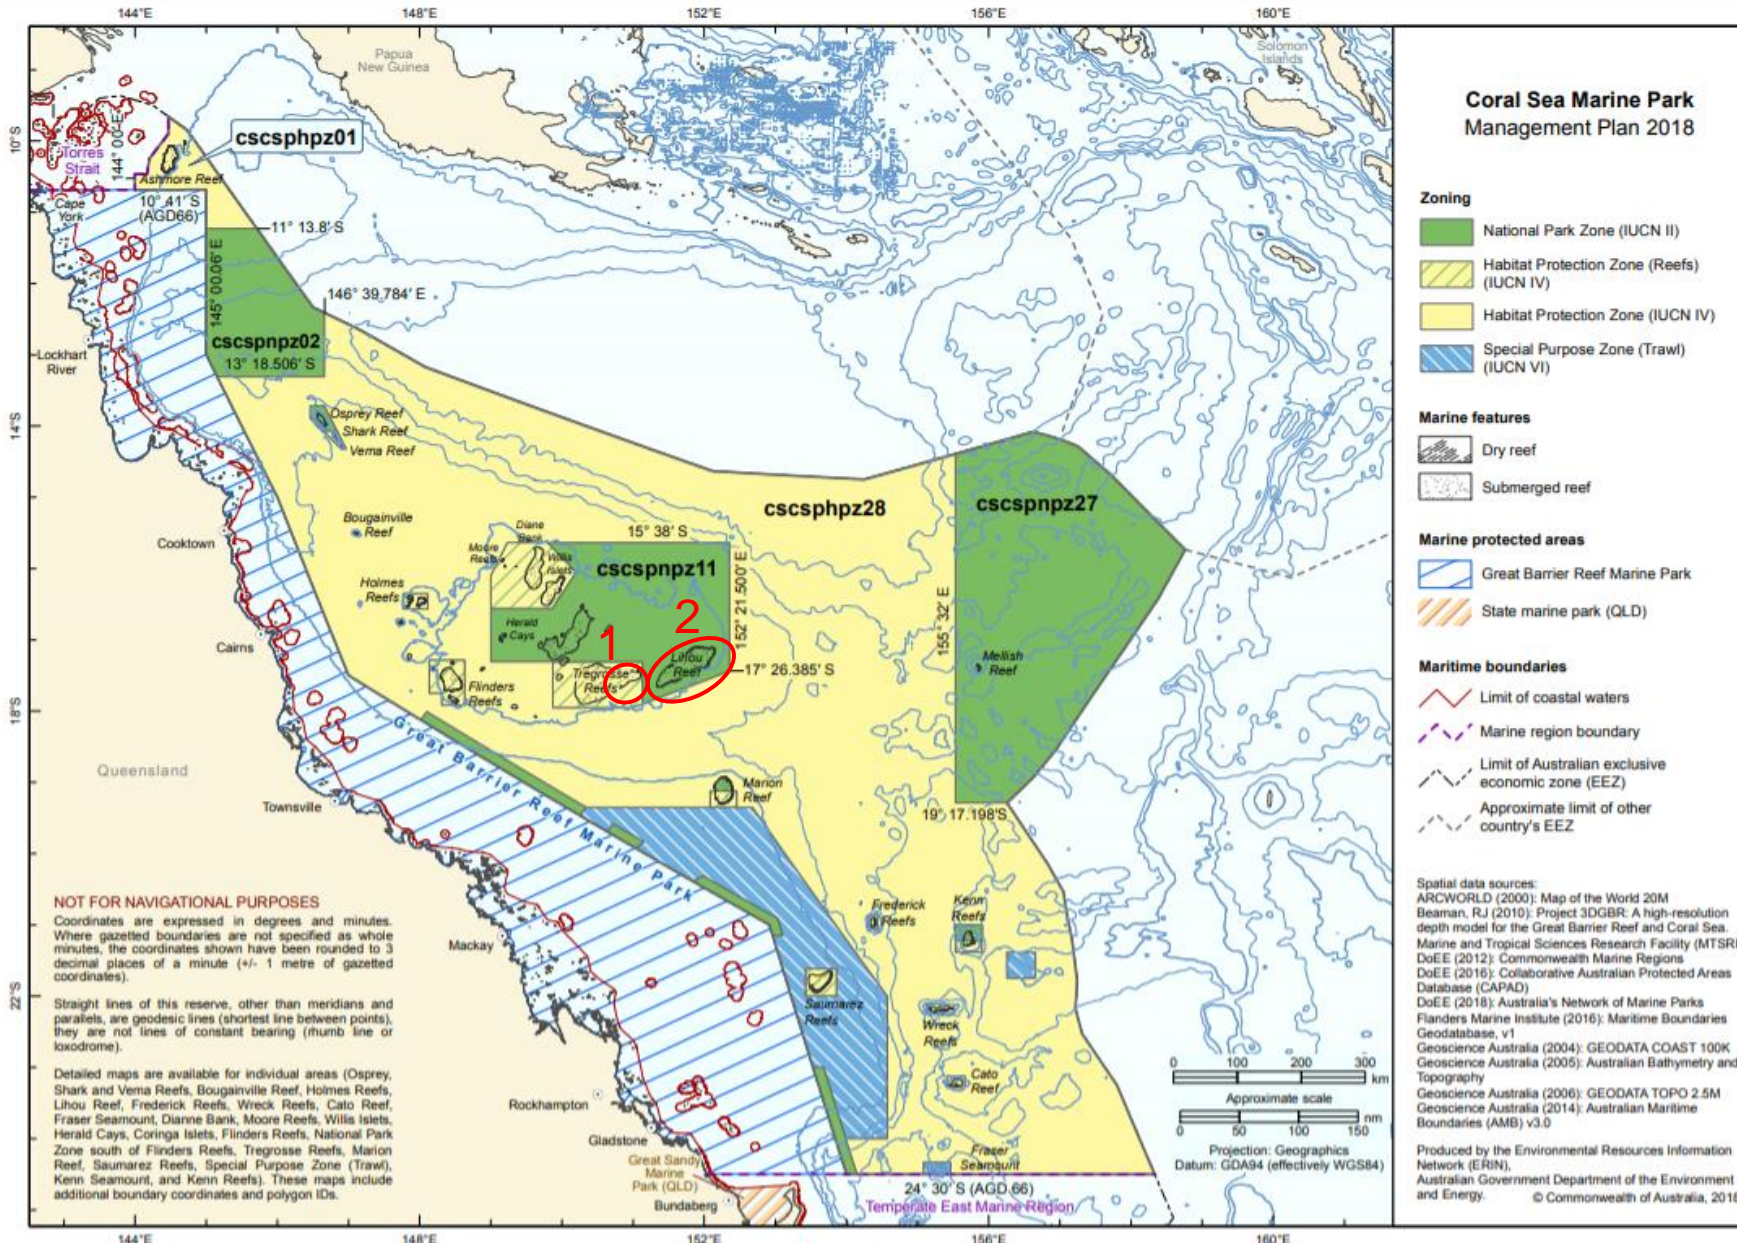 144°E
148°E
152°E
156°E
160°E
Papua
New Guinea
Solomon
Islands
10°S
14°S
18°S
22°S
Torres
Strait
144° 00' E
cscsphpz01
Ashmore Reef
Cape
York
10° 41' S
(AGD66)
11° 13.8' S
145° 00.06' E
146° 39.784' E
cscspnpz02
13° 18.506' S
Lockhart
River
Osprey Reef
Shark Reef
Vema Reef
cscsphpz28
cscspnpz27
Bougainville
Reef
Cooktown
15° 38' S
Diane
Bank
Moore
Reefs
Willis
Islets
cscspnpz11
152° 21.500' E
155° 32' E
Holmes
Reefs
Herald
Cays
1
2
Cairns
Lihou
Reef
17° 26.385' S
Mellish
Reef
Tregrosse
Reefs
Flinders
Reefs
Great Barrier Reef Marine Park
Queensland
Marion
Reef
Townsville
19° 17.198'S
Frederick
Reefs
Kenn
Reefs
Mackay
Saumarez
Reefs
Wreck
Reefs
Cato
Reef
Rockhampton
Gladstone
Fraser
Seamount
Great Sandy
Marine
Park (QLD)
Bundaberg
24° 30' S (AGD 66)
Temperate East Marine Region
NOT FOR NAVIGATIONAL PURPOSES
Coordinates are expressed in degrees and minutes.
Where gazetted boundaries are not specified as whole
minutes, the coordinates shown have been rounded to 3
decimal places of a minute (+/- 1 metre of gazetted
coordinates).
Straight lines of this reserve, other than meridians and
parallels, are geodesic lines (shortest line between points),
they are not lines of constant bearing (rhumb line or
loxodrome).
Detailed maps are available for individual areas (Osprey,
Shark and Vema Reefs, Bougainville Reef, Holmes Reefs,
Lihou Reef, Frederick Reefs, Wreck Reefs, Cato Reef,
Fraser Seamount, Dianne Bank, Moore Reefs, Willis Islets,
Herald Cays, Coringa Islets, Flinders Reefs, National Park
Zone south of Flinders Reefs, Tregrosse Reefs, Marion
Reef, Saumarez Reefs, Special Purpose Zone (Trawl),
Kenn Seamount, and Kenn Reefs). These maps include
additional boundary coordinates and polygon IDs.
0 100 200 300
km
Approximate scale
nm
0 50 100 150
Projection: Geographics
Datum: GDA94 (effectively WGS84)
144°E
148°E
152°E
156°E
160°E
Coral Sea Marine Park
Management Plan 2018
Zoning
National Park Zone (IUCN II)
Habitat Protection Zone (Reefs)
(IUCN IV)
Habitat Protection Zone (IUCN IV)
Special Purpose Zone (Trawl)
(IUCN VI)
Marine features
Dry reef
Submerged reef
Marine protected areas
Great Barrier Reef Marine Park
State marine park (QLD)
Maritime boundaries
Limit of coastal waters
Marine region boundary
Limit of Australian exclusive
economic zone (EEZ)
Approximate limit of other
country's EEZ
Spatial data sources:
ARCWORLD (2000): Map of the World 20M
Beaman, RJ (2010): Project 3DGBR: A high-resolution
depth model for the Great Barrier Reef and Coral Sea.
Marine and Tropical Sciences Research Facility (MTSRF
DoEE (2012): Commonwealth Marine Regions
DoEE (2016): Collaborative Australian Protected Areas
Database (CAPAD)
DoEE (2018): Australia's Network of Marine Parks
Flanders Marine Institute (2016): Maritime Boundaries
Geodatabase, v1
Geoscience Australia (2004): GEODATA COAST 100K
Geoscience Australia (2005): Australian Bathymetry and
Topography
Geoscience Australia (2006): GEODATA TOPO 2.5M
Geoscience Australia (2014): Australian Maritime
Boundaries (AMB) v3.0
Produced by the Environmental Resources Information
Network (ERIN),
Australian Government Department of the Environment
and Energy.
© Commonwealth of Australia, 2018